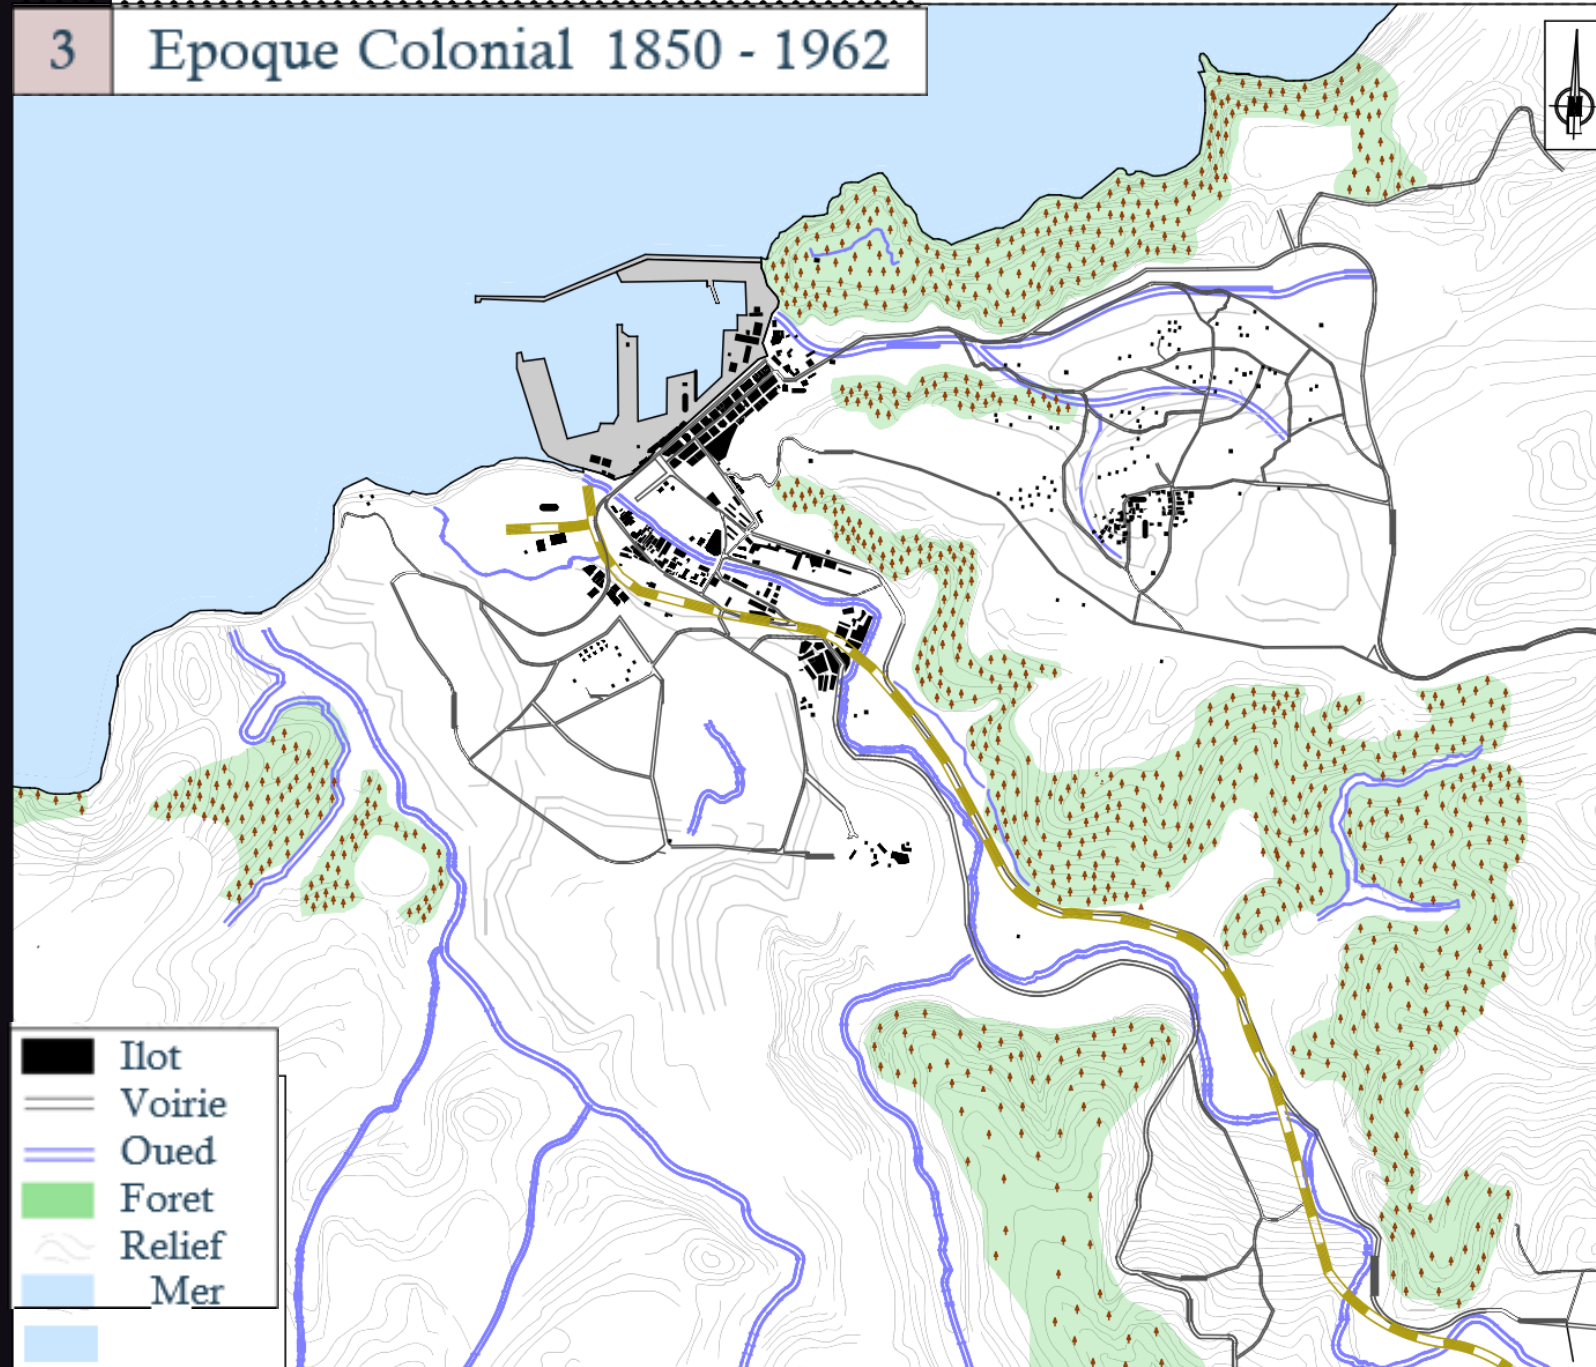 3 Epoque Colonial 1850 - 1962
N
Ilot
Voirie
Oued
Foret
Relief
Mer